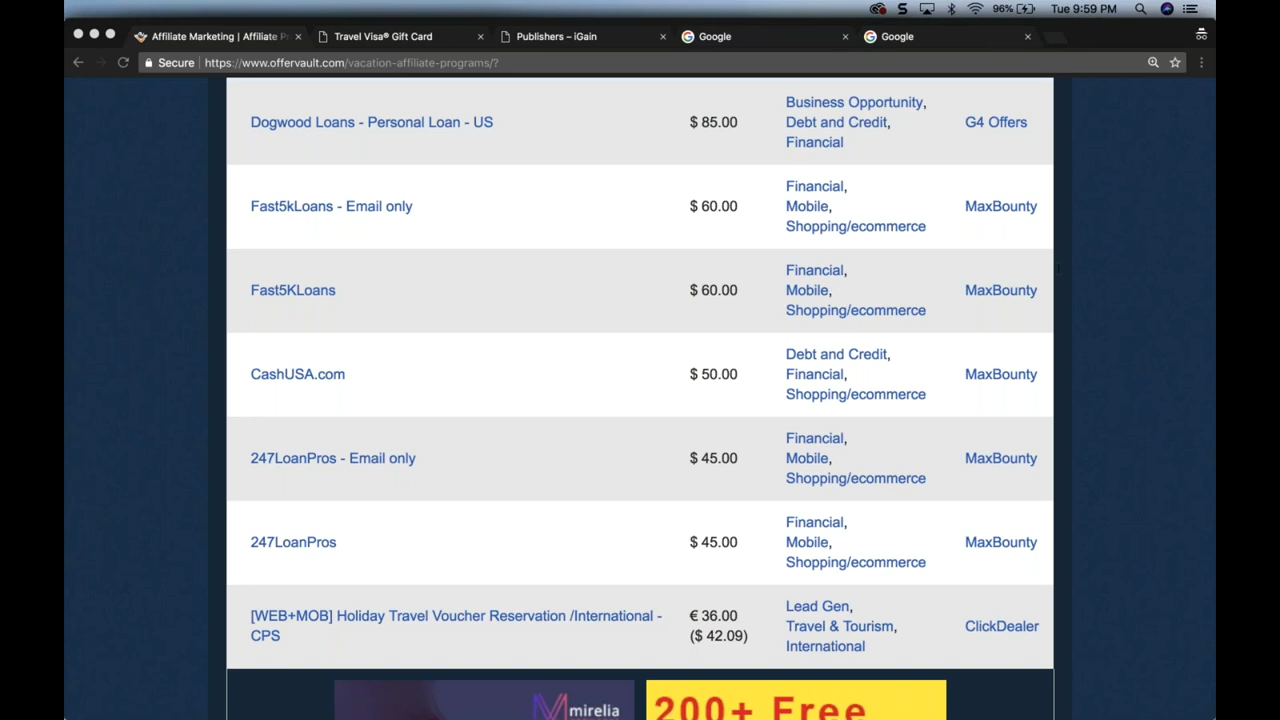 96%
Tue 9:59 PM
Affiliate Marketing | Affiliate Pr
Travel Visa® Gift Card
Publishers – iGain
Google
Google
Secure
https://www.offervault.com/vacation-affiliate-programs/?
Dogwood Loans - Personal Loan - US
$ 85.00
Business Opportunity,
Debt and Credit,
Financial
G4 Offers
Fast5kLoans - Email only
$ 60.00
Financial,
Mobile,
Shopping/ecommerce
MaxBounty
Fast5KLoans
$ 60.00
Financial,
Mobile,
Shopping/ecommerce
MaxBounty
CashUSA.com
$ 50.00
Debt and Credit,
Financial,
Shopping/ecommerce
MaxBounty
247LoanPros - Email only
$ 45.00
Financial,
Mobile,
Shopping/ecommerce
MaxBounty
247LoanPros
$ 45.00
Financial,
Mobile,
Shopping/ecommerce
MaxBounty
[WEB+MOB] Holiday Travel Voucher Reservation /International -
CPS
€ 36.00
($ 42.09)
Lead Gen,
Travel & Tourism,
International
ClickDealer
mirelia
200+ Free